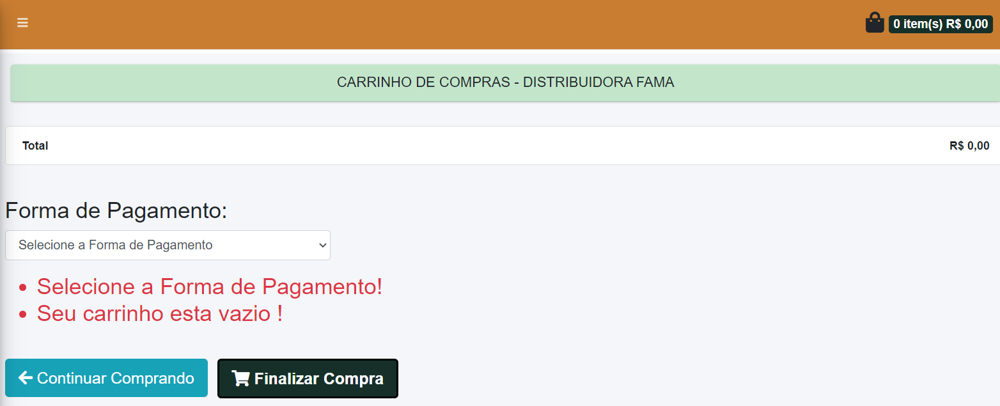 0 item(s) R$ 0,00
CARRINHO DE COMPRAS - DISTRIBUIDORA FAMA
Total R$ 0,00
Forma de Pagamento:
Selecione a Forma de Pagamento
Selecione a Forma de Pagamento!
Seu carrinho esta vazio !
Continuar Comprando Finalizar Compra